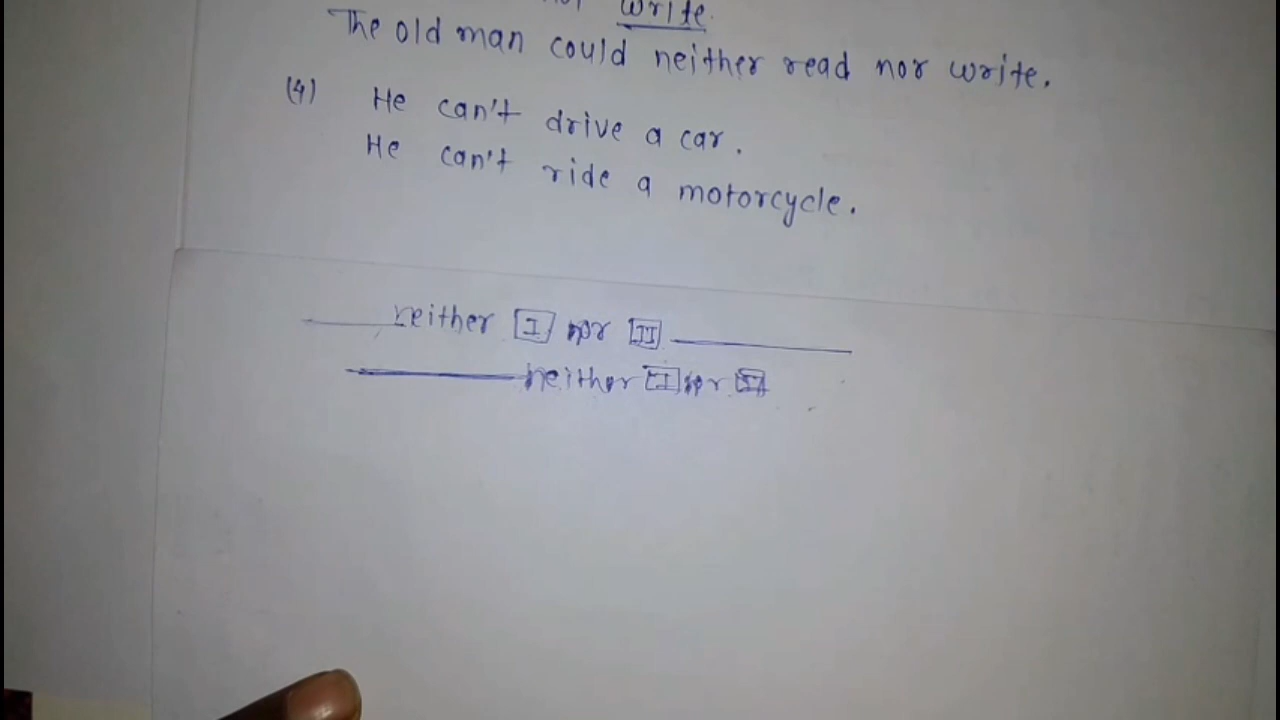 write.
The old man could neither read nor write.
(4) He can't drive a car.
He can't ride a motorcycle.
neither I nor II
neither I nor II